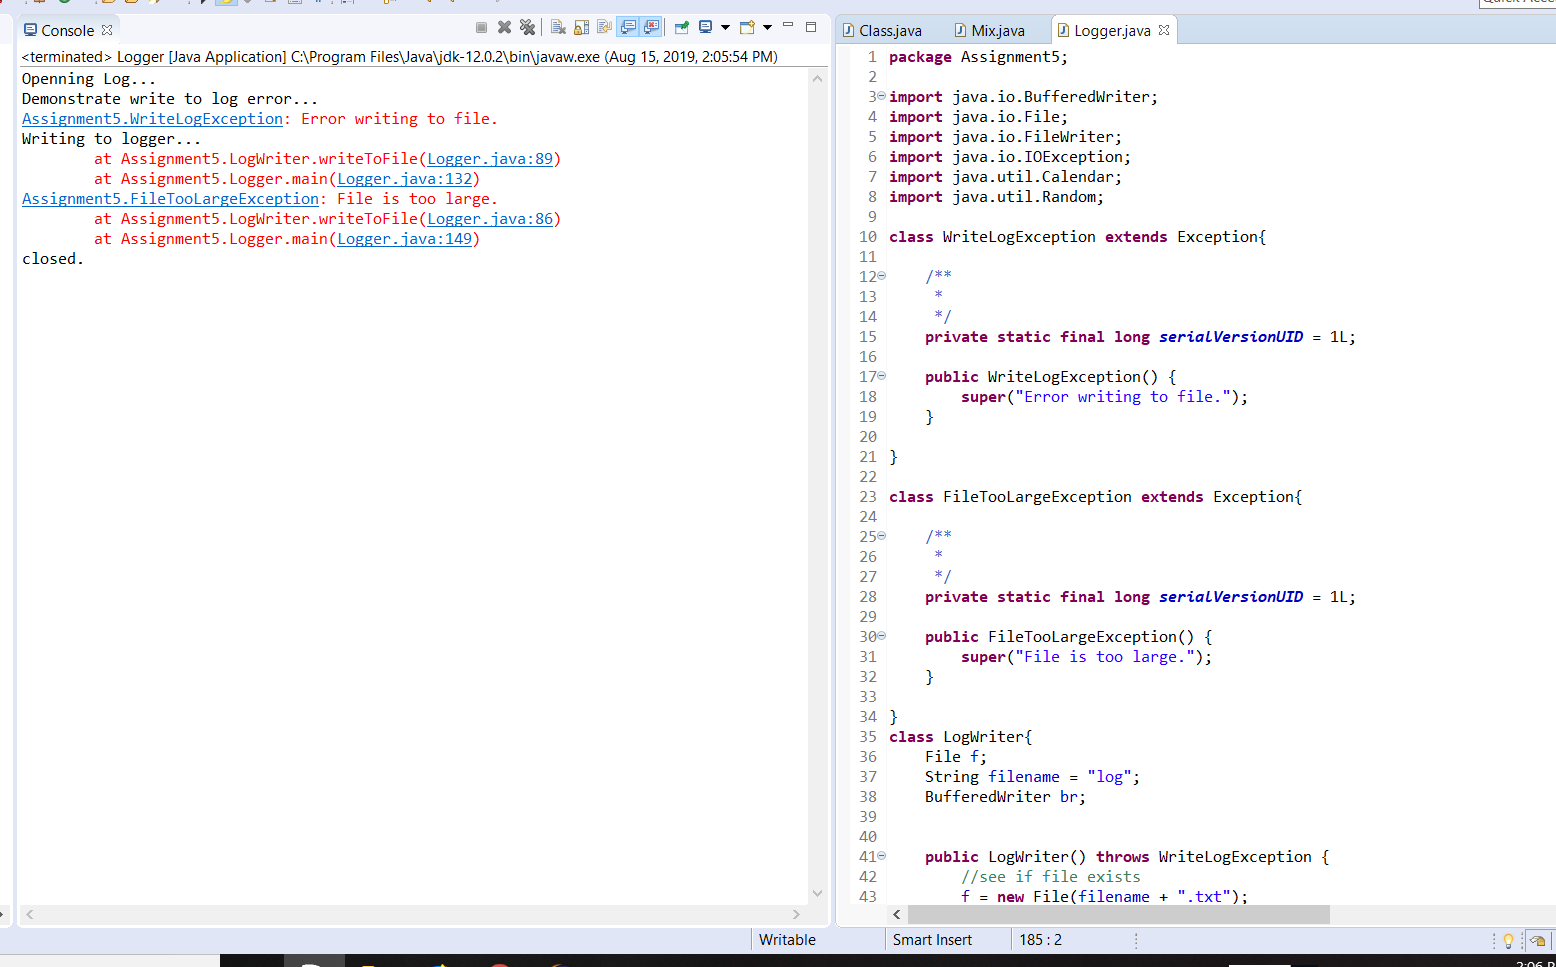 Console
<terminated> Logger [Java Application] C:\Program Files\Java\jdk-12.0.2\bin\javaw.exe (Aug 15, 2019, 2:05:54 PM)
Openning Log...
Demonstrate write to log error...
Assignment5.WriteLogException: Error writing to file.
Writing to logger...
at Assignment5.LogWriter.writeToFile(Logger.java:89)
at Assignment5.Logger.main(Logger.java:132)
Assignment5.FileTooLargeException: File is too large.
at Assignment5.LogWriter.writeToFile(Logger.java:86)
at Assignment5.Logger.main(Logger.java:149)
closed.
Class.java Mix.java Logger.java
1 package Assignment5;
2
3 import java.io.BufferedWriter;
4 import java.io.File;
5 import java.io.FileWriter;
6 import java.io.IOException;
7 import java.util.Calendar;
8 import java.util.Random;
9
10 class WriteLogException extends Exception{
11
12 /**
13 *
14 */
15 private static final long serialVersionUID = 1L;
16
17 public WriteLogException() {
18 super("Error writing to file.");
19 }
20
21 }
22
23 class FileTooLargeException extends Exception{
24
25 /**
26 *
27 */
28 private static final long serialVersionUID = 1L;
29
30 public FileTooLargeException() {
31 super("File is too large.");
32 }
33
34 }
35 class LogWriter{
36 File f;
37 String filename = "log";
38 BufferedWriter br;
39
40
41 public LogWriter() throws WriteLogException {
42 //see if file exists
43 f = new File(filename + ".txt");
Writable Smart Insert 185 : 2